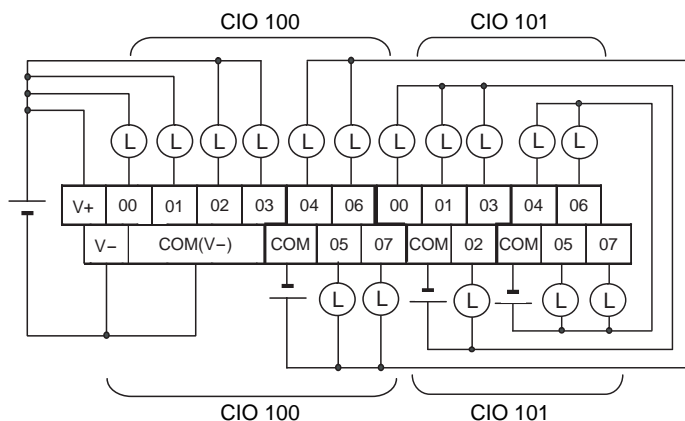 CIO 100 CIO 101
L L L L L L L L L L L
V+ 00 01 02 03 04 06 00 01 03 04 06
V− COM(V−) COM 05 07 COM 02 COM 05 07
L L L L L
CIO 100 CIO 101